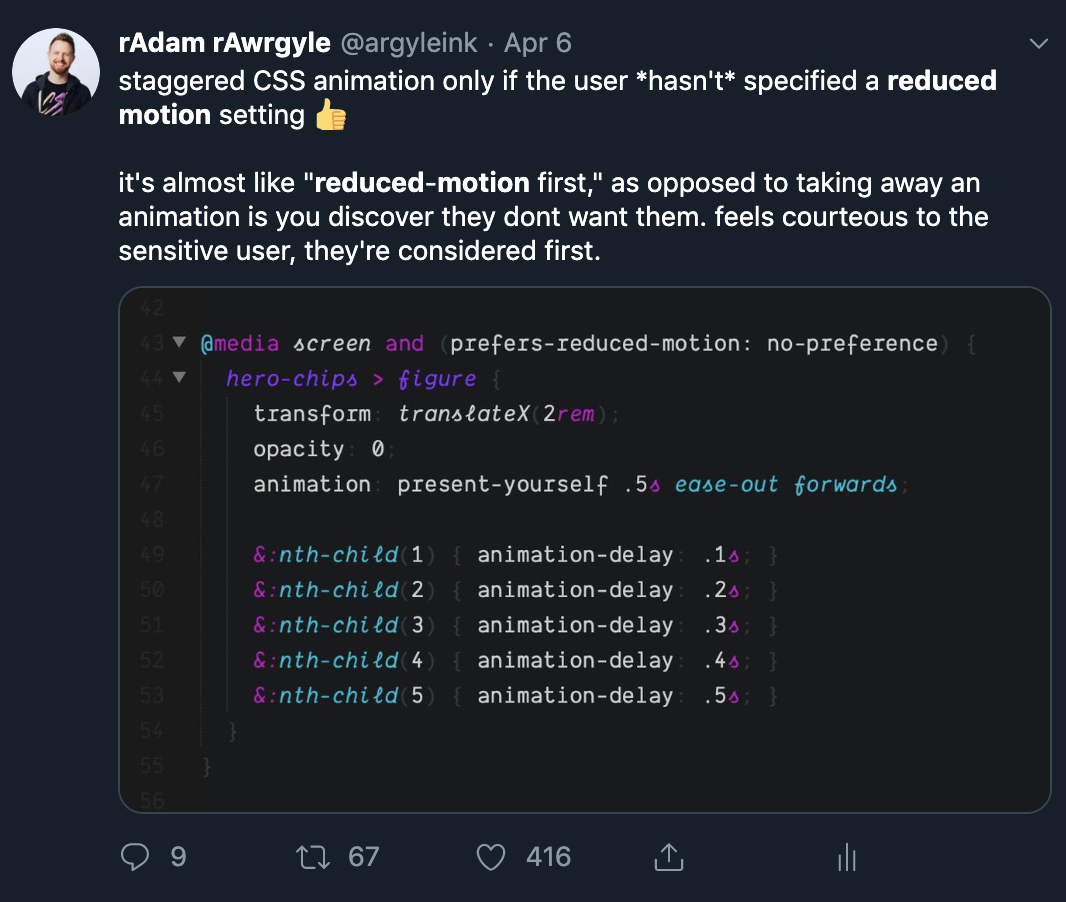 rAdam rAwrgyle @argyleink · Apr 6
staggered CSS animation only if the user *hasn't* specified a reduced
motion setting 👍
it's almost like "reduced-motion first," as opposed to taking away an
animation is you discover they dont want them. feels courteous to the
sensitive user, they're considered first.
42
43 ▼ @media screen and (prefers-reduced-motion: no-preference) {
44 ▼ hero-chips > figure {
45 transform: translateX(2rem);
46 opacity: 0;
47 animation: present-yourself .5s ease-out forwards;
48
49 &:nth-child(1) { animation-delay: .1s; }
50 &:nth-child(2) { animation-delay: .2s; }
51 &:nth-child(3) { animation-delay: .3s; }
52 &:nth-child(4) { animation-delay: .4s; }
53 &:nth-child(5) { animation-delay: .5s; }
54 }
55 }
56
9 67 416